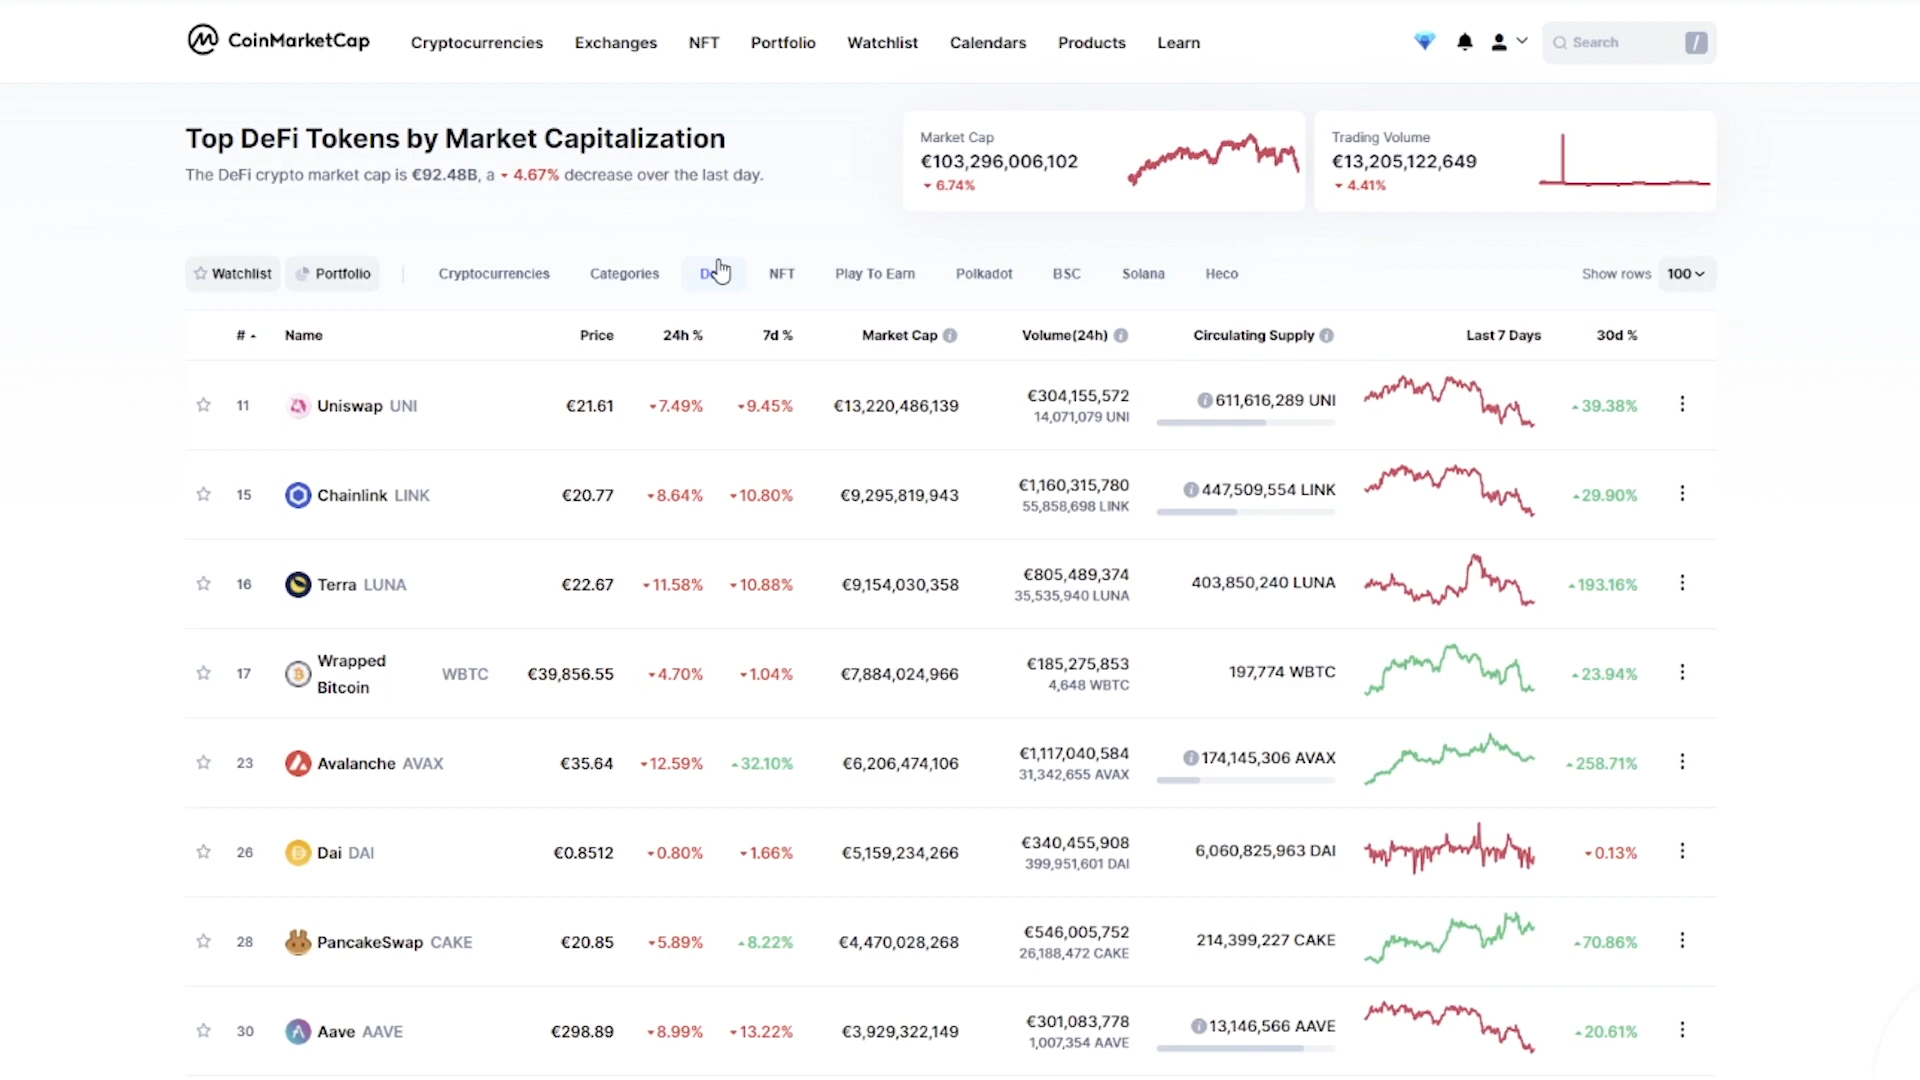 CoinMarketCap Cryptocurrencies Exchanges NFT Portfolio Watchlist Calendars Products Learn Search /
Top DeFi Tokens by Market Capitalization
The DeFi crypto market cap is €92.48B, a 4.67% decrease over the last day.
Market Cap
€103,296,006,102
6.74%
Trading Volume
€13,205,122,649
4.41%
Watchlist Portfolio Cryptocurrencies Categories NFT Play To Earn Polkadot BSC Solana Heco Show rows 100
# Name Price 24h % 7d % Market Cap Volume(24h) Circulating Supply Last 7 Days 30d %
11 Uniswap UNI €21.61 7.49% 9.45% €13,220,486,139 €304,155,572 611,616,289 UNI 39.38%
14,071,079 UNI
15 Chainlink LINK €20.77 8.64% 10.80% €9,295,819,943 €1,160,315,780 447,509,554 LINK 29.90%
55,858,698 LINK
16 Terra LUNA €22.67 11.58% 10.88% €9,154,030,358 €805,489,374 403,850,240 LUNA 193.16%
35,535,940 LUNA
17 Wrapped Bitcoin WBTC €39,856.55 4.70% 1.04% €7,884,024,966 €185,275,853 197,774 WBTC 23.94%
4,648 WBTC
23 Avalanche AVAX €35.64 12.59% 32.10% €6,206,474,106 €1,117,040,584 174,145,306 AVAX 258.71%
31,342,655 AVAX
26 Dai DAI €0.8512 0.80% 1.66% €5,159,234,266 €340,455,908 6,060,825,963 DAI 0.13%
399,951,601 DAI
28 PancakeSwap CAKE €20.85 5.89% 8.22% €4,470,028,268 €546,005,752 214,399,227 CAKE 70.86%
26,188,472 CAKE
30 Aave AAVE €298.89 8.99% 13.22% €3,929,322,149 €301,083,778 13,146,566 AAVE 20.61%
1,007,354 AAVE